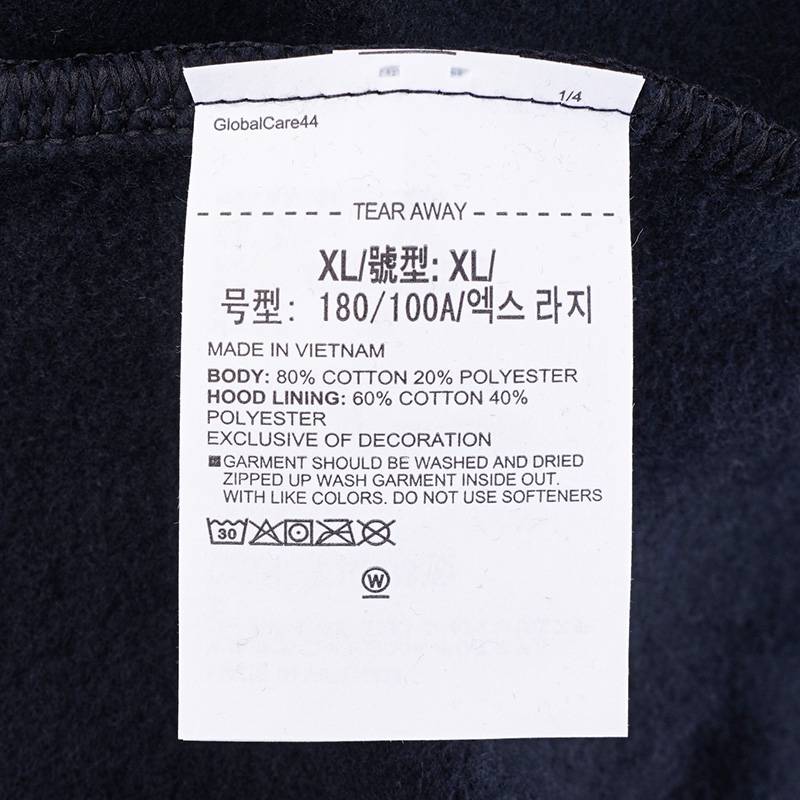 1/4
GlobalCare44
TEAR AWAY
XL/號型: XL/
号型: 180/100A/엑스 라지
MADE IN VIETNAM
BODY: 80% COTTON 20% POLYESTER
HOOD LINING: 60% COTTON 40%
POLYESTER
EXCLUSIVE OF DECORATION
GARMENT SHOULD BE WASHED AND DRIED
ZIPPED UP WASH GARMENT INSIDE OUT.
WITH LIKE COLORS. DO NOT USE SOFTENERS
30
W